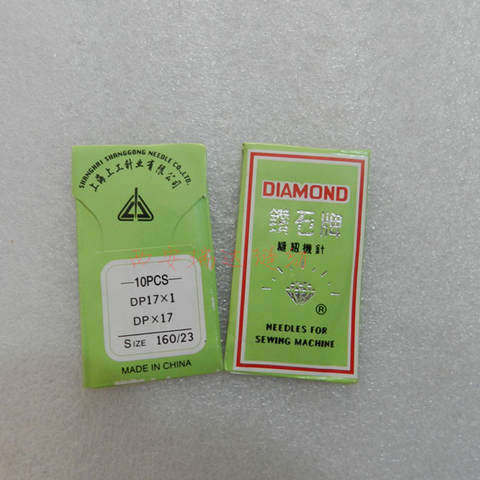 SHANGHAI SHANGGONG NEEDLE CO.,LTD.
上海上工针业有限公司
10PCS
DP17×1
DP×17
SIZE 160/23
MADE IN CHINA
DIAMOND
鑽石牌
縫紉機針
®
NEEDLES FOR
SEWING MACHINE